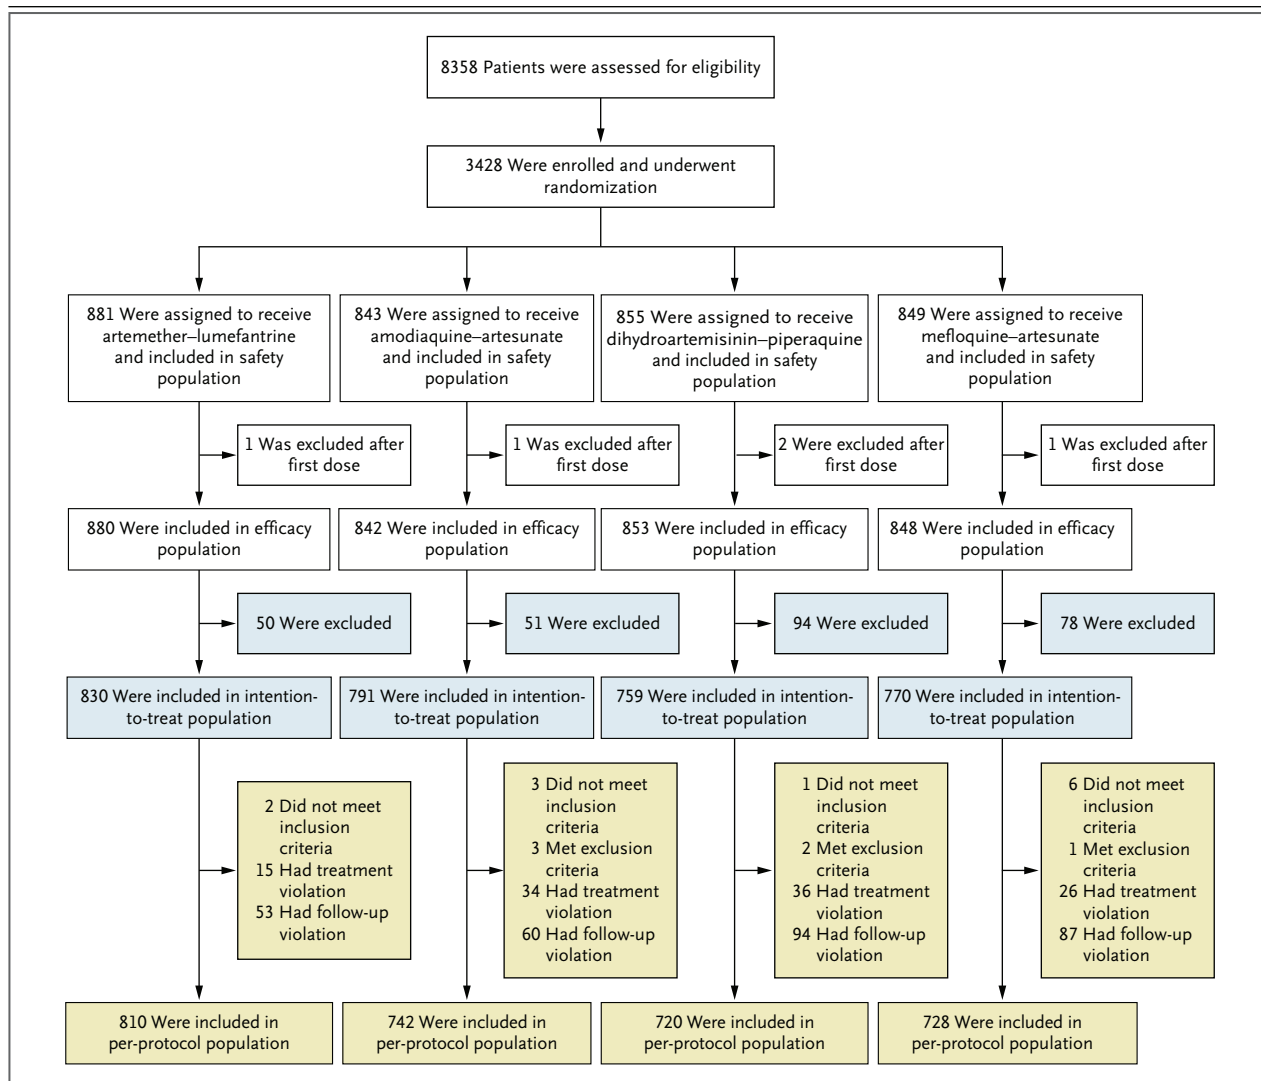 8358 Patients were assessed for eligibility
3428 Were enrolled and underwent
randomization
881 Were assigned to receive
artemether–lumefantrine
and included in safety
population
843 Were assigned to receive
amodiaquine–artesunate
and included in safety
population
855 Were assigned to receive
dihydroartemisinin–piperaquine
and included in safety
population
849 Were assigned to receive
mefloquine–artesunate
and included in safety
population
1 Was excluded after
first dose
1 Was excluded after
first dose
2 Were excluded after
first dose
1 Was excluded after
first dose
880 Were included in efficacy
population
842 Were included in efficacy
population
853 Were included in efficacy
population
848 Were included in efficacy
population
50 Were excluded
51 Were excluded
94 Were excluded
78 Were excluded
830 Were included in intention-
to-treat population
791 Were included in intention-
to-treat population
759 Were included in intention-
to-treat population
770 Were included in intention-
to-treat population
2 Did not meet
inclusion
criteria
15 Had treatment
violation
53 Had follow-up
violation
3 Did not meet
inclusion
criteria
3 Met exclusion
criteria
34 Had treatment
violation
60 Had follow-up
violation
1 Did not meet
inclusion
criteria
2 Met exclusion
criteria
36 Had treatment
violation
94 Had follow-up
violation
6 Did not meet
inclusion
criteria
1 Met exclusion
criteria
26 Had treatment
violation
87 Had follow-up
violation
810 Were included in
per-protocol population
742 Were included in
per-protocol population
720 Were included in
per-protocol population
728 Were included in
per-protocol population